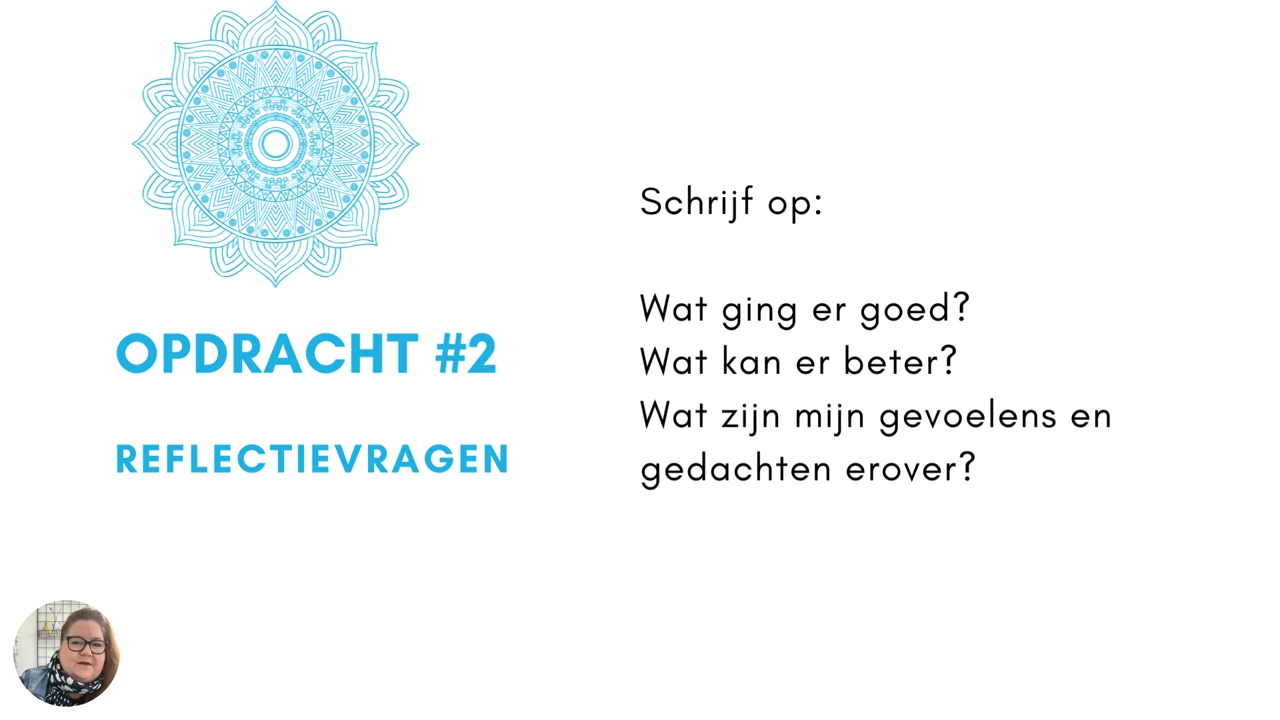 OPDRACHT #2
REFLECTIEVRAGEN
Schrijf op:
Wat ging er goed?
Wat kan er beter?
Wat zijn mijn gevoelens en
gedachten erover?